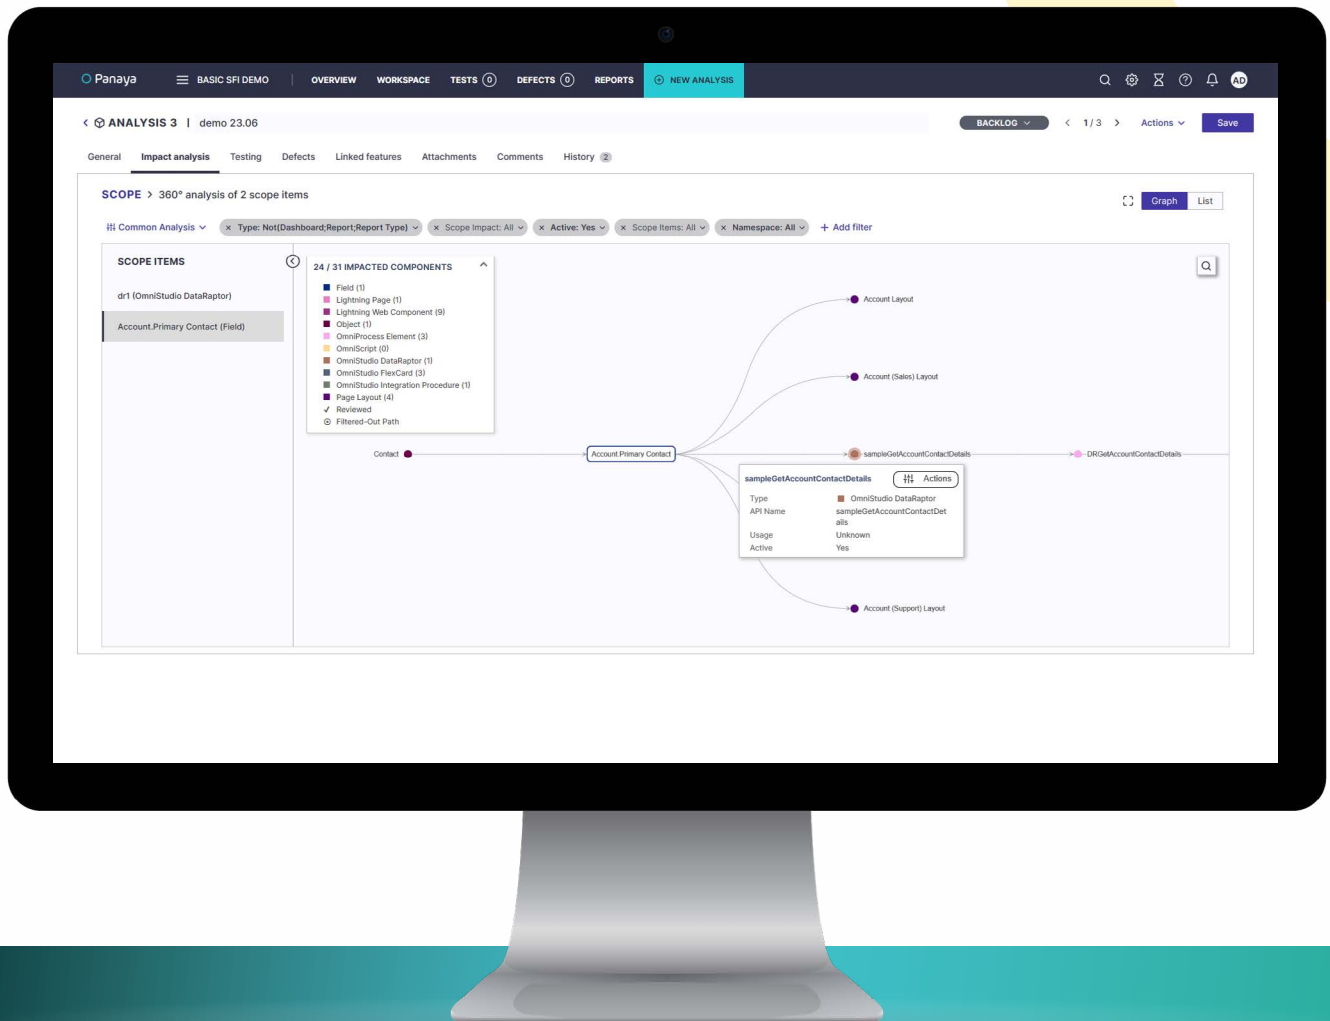 Panaya
BASIC SFI DEMO
OVERVIEW
WORKSPACE
TESTS 0
DEFECTS 0
REPORTS
NEW ANALYSIS
AD
ANALYSIS 3 | demo 23.06
BACKLOG
1 / 3
Actions
Save
General
Impact analysis
Testing
Defects
Linked features
Attachments
Comments
History 2
SCOPE > 360° analysis of 2 scope items
Graph
List
Common Analysis
× Type: Not(Dashboard;Report;Report Type)
× Scope Impact: All
× Active: Yes
× Scope Items: All
× Namespace: All
+ Add filter
SCOPE ITEMS
dr1 (OmniStudio DataRaptor)
Account.Primary Contact (Field)
24 / 31 IMPACTED COMPONENTS
Field (1)
Lightning Page (1)
Lightning Web Component (9)
Object (1)
OmniProcess Element (3)
OmniScript (0)
OmniStudio DataRaptor (1)
OmniStudio FlexCard (3)
OmniStudio Integration Procedure (1)
Page Layout (4)
Reviewed
Filtered-Out Path
Account Layout
Account (Sales) Layout
Contact
Account.Primary Contact
sampleGetAccountContactDetails
DRGetAccountContactDetails
sampleGetAccountContactDetails
Actions
Type
OmniStudio DataRaptor
API Name
sampleGetAccountContactDet
ails
Usage
Unknown
Active
Yes
Account (Support) Layout